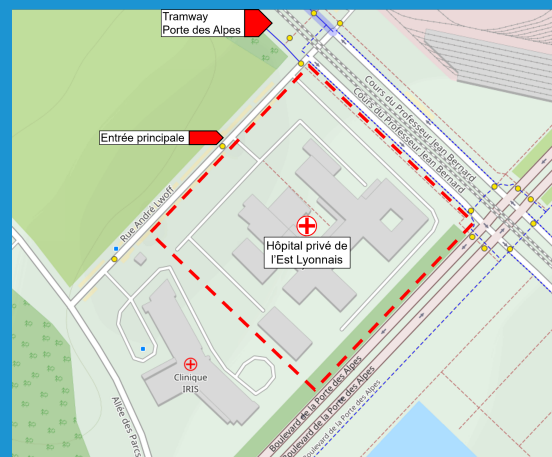 Tramway
Porte des Alpes
Entrée principale
Cours du Professeur Jean Bernard
Cours du Professeur Jean Bernard
Rue André Lwoff
Hôpital privé de
l'Est Lyonnais
Clinique
IRIS
Allée des Parcs
Boulevard de la Porte des Alpes
Boulevard de la Porte des Alpes
Boulevard de la Porte des Alpes